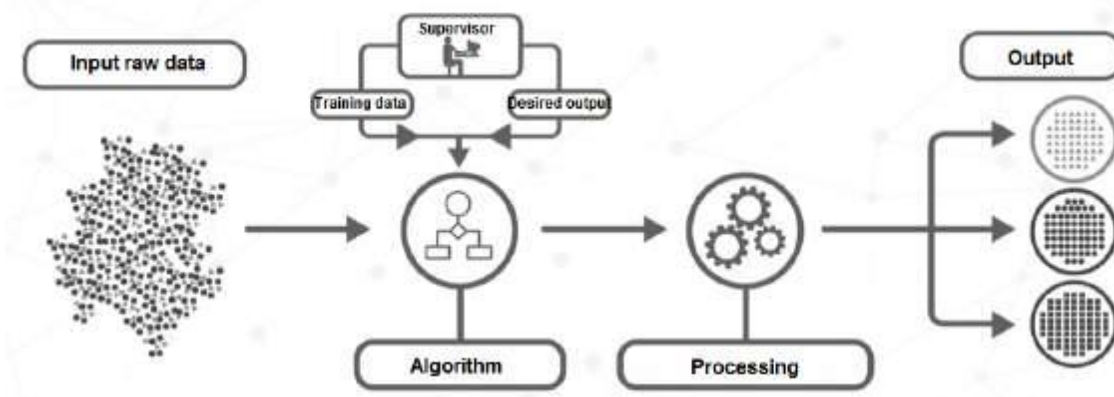 Supervisor
Input raw data
Output
Training data
Desired output
Algorithm
Processing